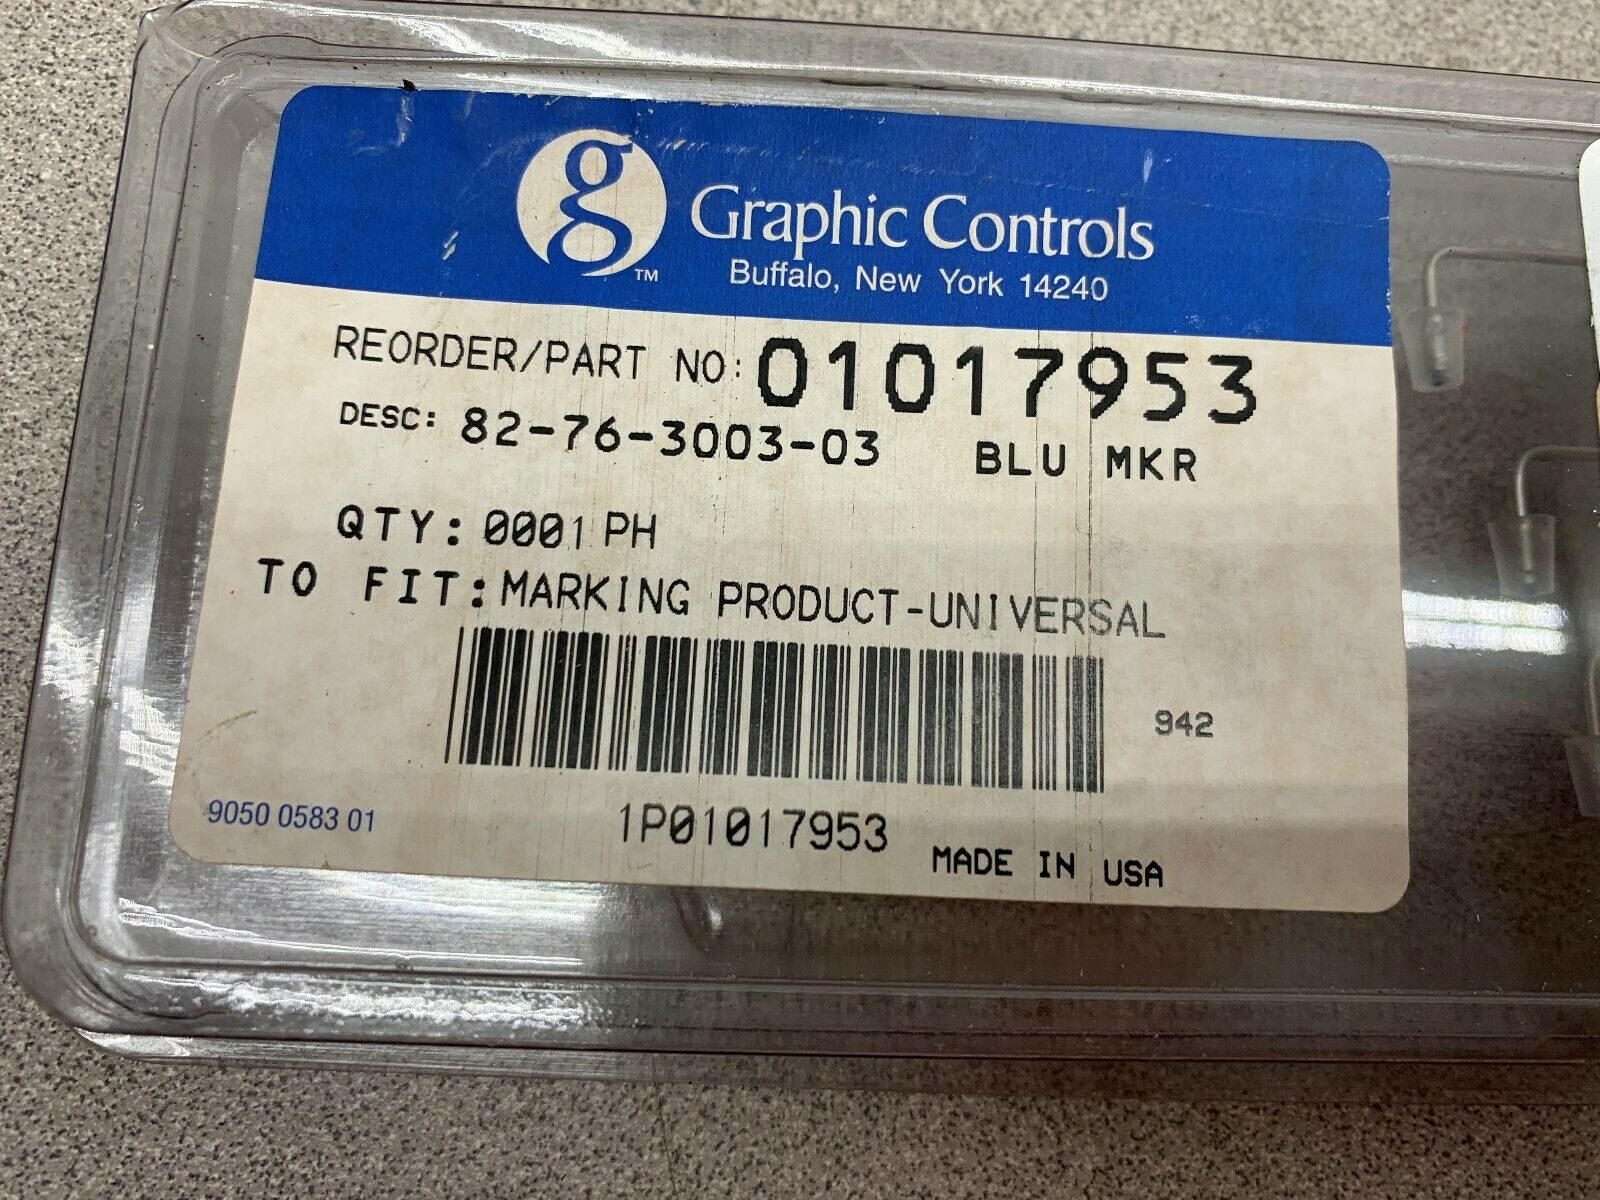 g TM
Graphic Controls
Buffalo, New York 14240
REORDER/PART NO: 01017953
DESC: 82-76-3003-03 BLU MKR
QTY: 0001 PH
TO FIT: MARKING PRODUCT-UNIVERSAL
942
9050 0583 01
1P01017953
MADE IN USA